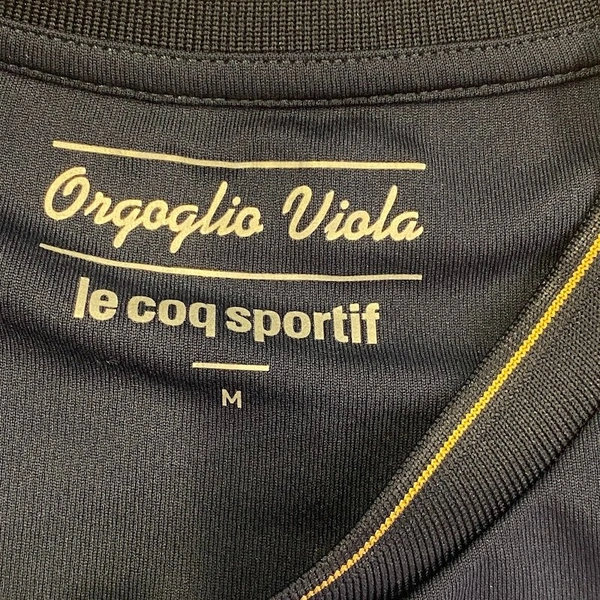 Orgoglio Viola
le coq sportif
M